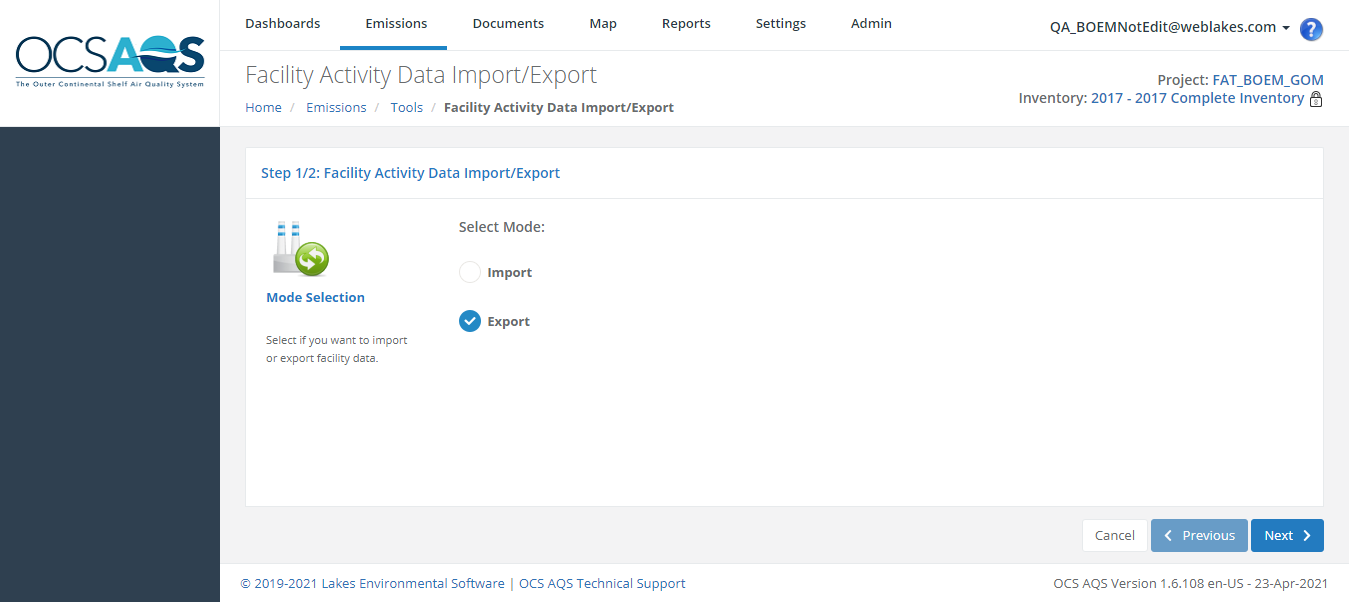 OCSAQS
The Outer Continental Shelf Air Quality System
Dashboards
Emissions
Documents
Map
Reports
Settings
Admin
QA_BOEMNotEdit@weblakes.com
?
Facility Activity Data Import/Export
Home / Emissions / Tools / Facility Activity Data Import/Export
Project: FAT_BOEM_GOM
Inventory: 2017 - 2017 Complete Inventory
Step 1/2: Facility Activity Data Import/Export
Mode Selection
Select if you want to import
or export facility data.
Select Mode:
Import
Export
Cancel
Previous
Next
© 2019-2021 Lakes Environmental Software | OCS AQS Technical Support
OCS AQS Version 1.6.108 en-US - 23-Apr-2021